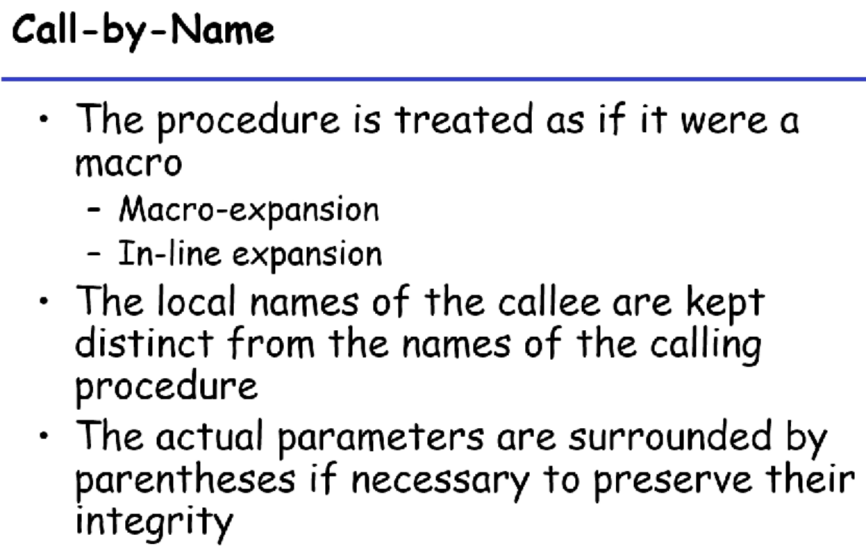 Call-by-Name
• The procedure is treated as if it were a
macro
– Macro-expansion
– In-line expansion
• The local names of the callee are kept
distinct from the names of the calling
procedure
• The actual parameters are surrounded by
parentheses if necessary to preserve their
integrity